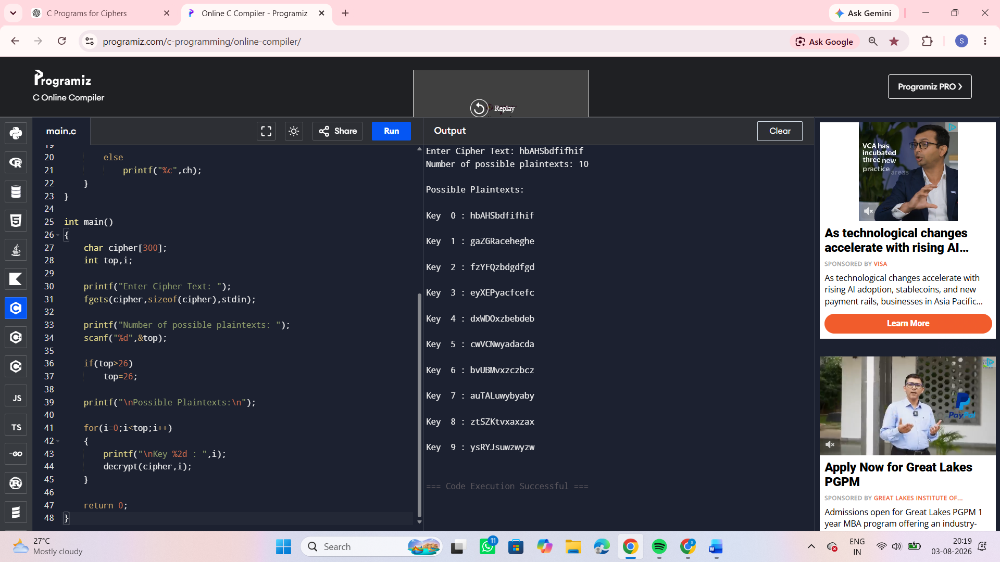 C Programs for Ciphers
Online C Compiler - Programiz
Ask Gemini
programiz.com/c-programming/online-compiler/
Ask Google
S
Programiz
C Online Compiler
Replay
Programiz PRO ❯
main.c
Share
Run
Output
Clear
19
20 else
21 printf("%c",ch);
22 }
23 }
24
25 int main()
26 {
27 char cipher[300];
28 int top,i;
29
30 printf("Enter Cipher Text: ");
31 fgets(cipher,sizeof(cipher),stdin);
32
33 printf("Number of possible plaintexts: ");
34 scanf("%d",&top);
35
36 if(top>26)
37 top=26;
38
39 printf("\nPossible Plaintexts:\n");
40
41 for(i=0;i<top;i++)
42 {
43 printf("\nKey %2d : ",i);
44 decrypt(cipher,i);
45 }
46
47 return 0;
48 }
Enter Cipher Text: hbAHSbdfifhif
Number of possible plaintexts: 10
Possible Plaintexts:
Key  0 : hbAHSbdfifhif
Key  1 : gaZGRaceheghe
Key  2 : fzYFQzbdgdfgd
Key  3 : eyXEPyacfcefc
Key  4 : dxWDOxzbebdeb
Key  5 : cwVCNwyadacda
Key  6 : bvUBMvxzczbcz
Key  7 : auTALuwybyaby
Key  8 : ztSZKtvxaxzax
Key  9 : ysRYJsuwzwyzw
=== Code Execution Successful ===
VCA has
incubated
three new
practice areas
As technological changes
accelerate with rising AI...
SPONSORED BY VISA
As technological changes accelerate with
rising AI adoption, stablecoins, and new
payment rails, businesses in Asia Pacific...
Learn More
PayPal
Apply Now for Great Lakes
PGPM
SPONSORED BY GREAT LAKES INSTITUTE OF...
Admissions open for Great Lakes PGPM 1
year MBA program offering an industry-
JS
TS
GO
27°C
Mostly cloudy
Search
11
ENG
IN
20:19
03-08-2026